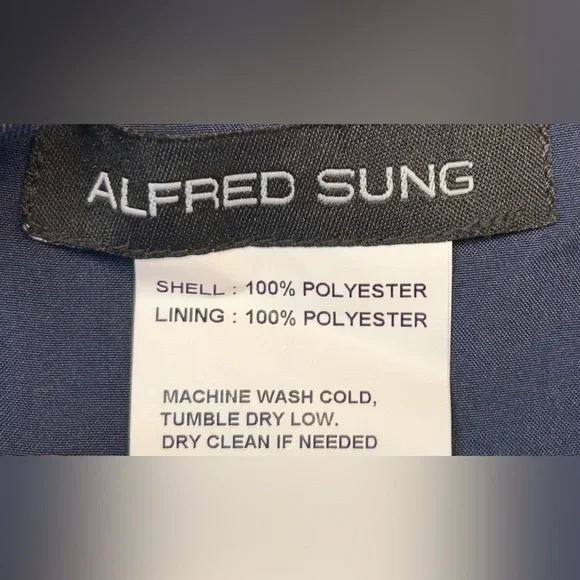 ALFRED SUNG
SHELL : 100% POLYESTER
LINING : 100% POLYESTER
MACHINE WASH COLD,
TUMBLE DRY LOW.
DRY CLEAN IF NEEDED